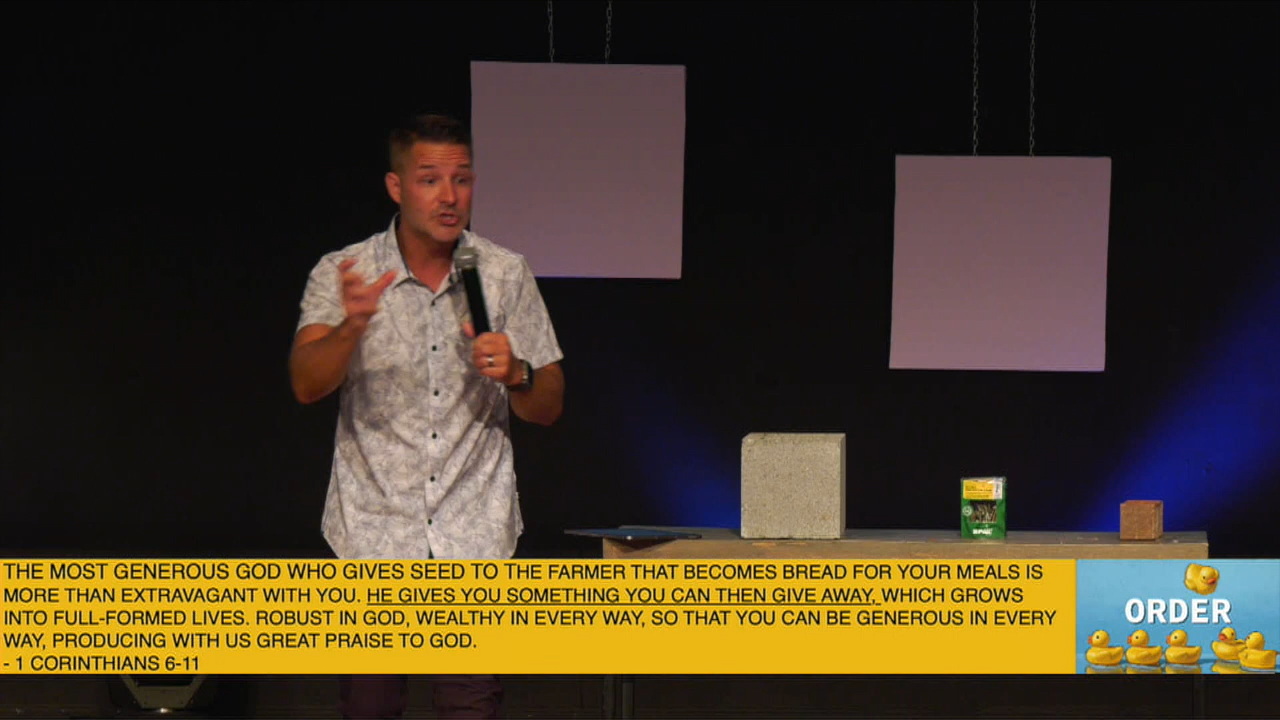 THE MOST GENEROUS GOD WHO GIVES SEED TO THE FARMER THAT BECOMES BREAD FOR YOUR MEALS IS
MORE THAN EXTRAVAGANT WITH YOU. HE GIVES YOU SOMETHING YOU CAN THEN GIVE AWAY, WHICH GROWS
INTO FULL-FORMED LIVES. ROBUST IN GOD, WEALTHY IN EVERY WAY, SO THAT YOU CAN BE GENEROUS IN EVERY
WAY, PRODUCING WITH US GREAT PRAISE TO GOD.
- 1 CORINTHIANS 6-11
ORDER
SPAX